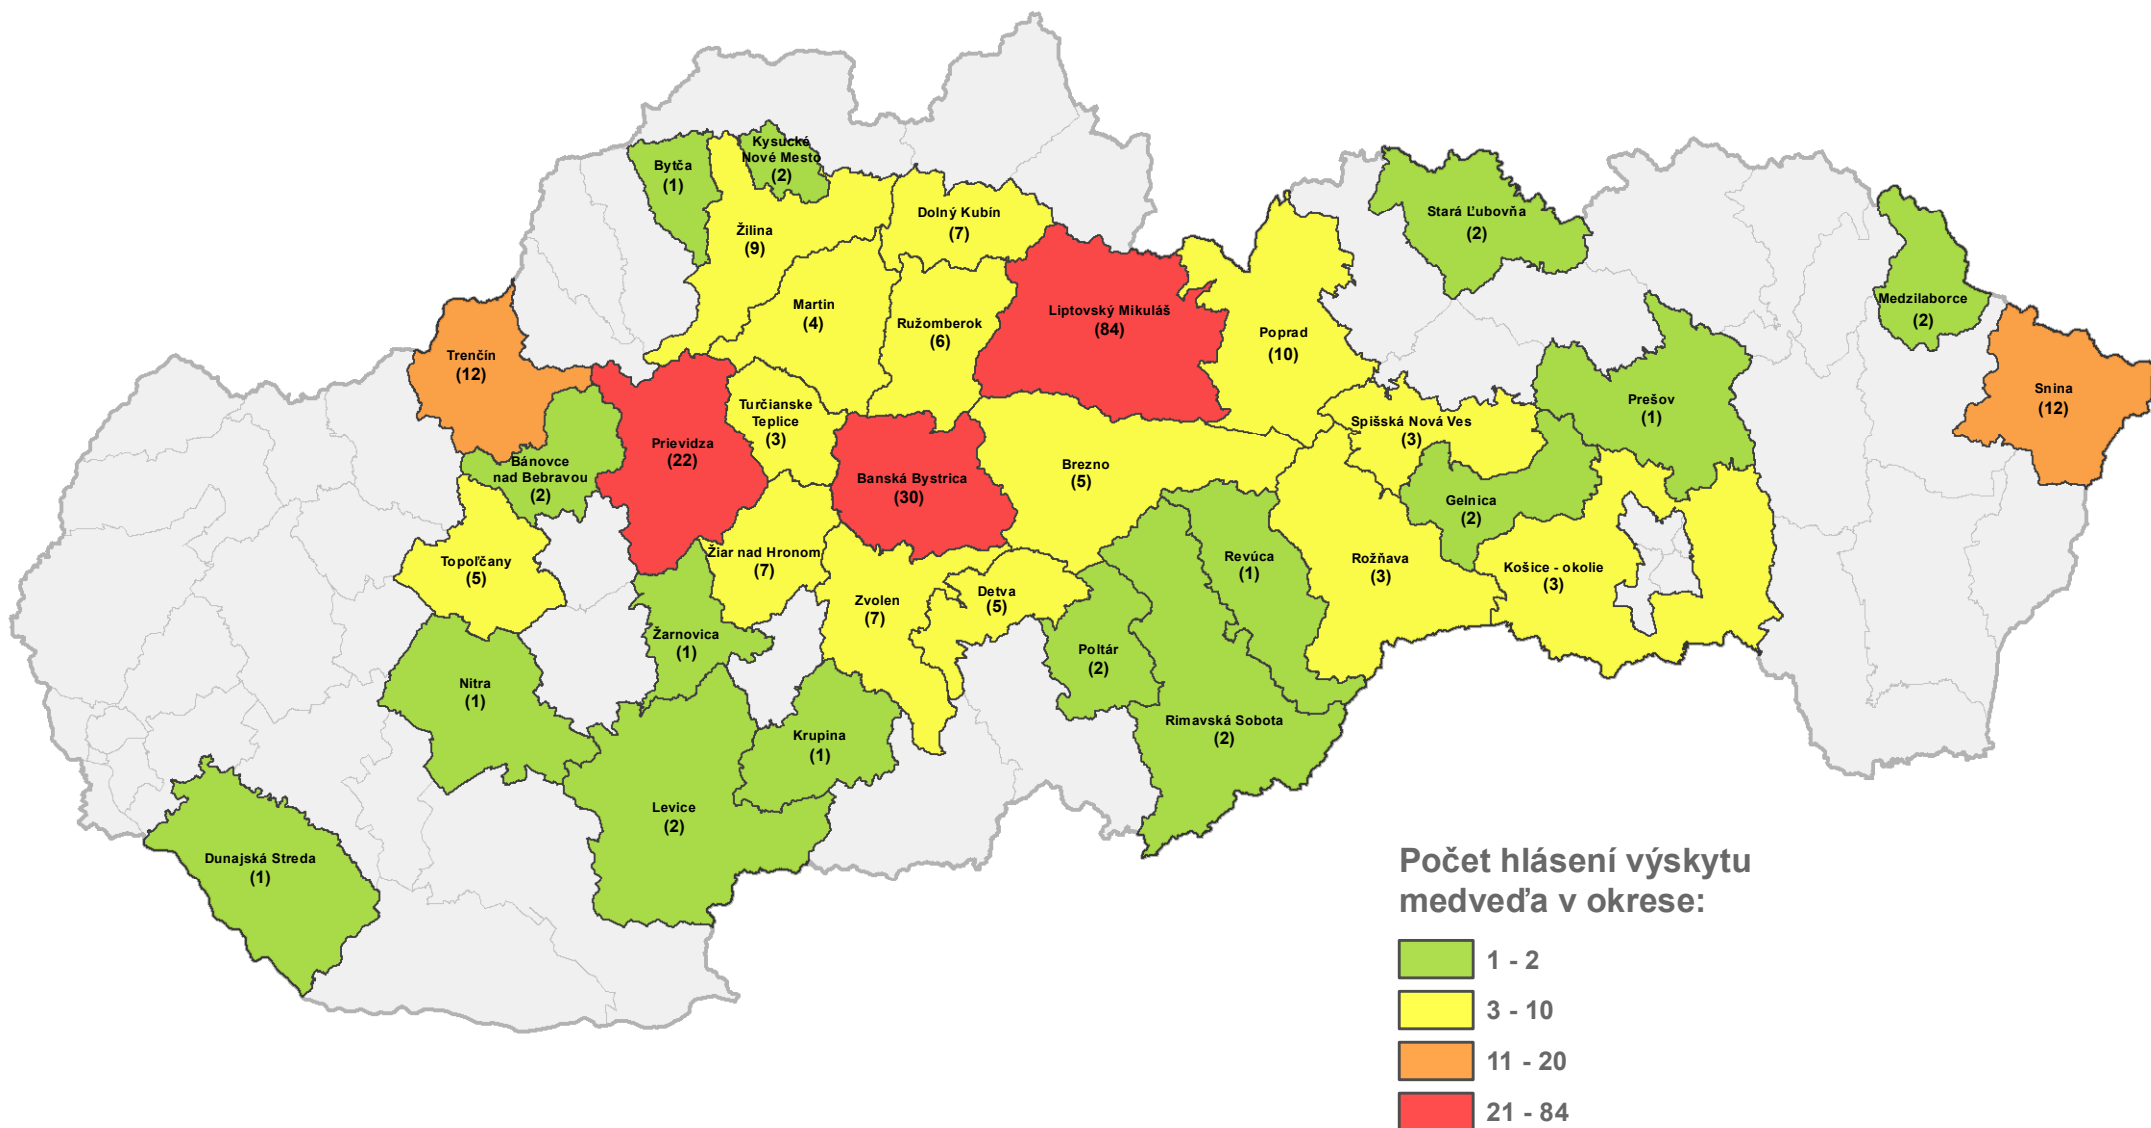 Kysucké
Nové Mesto
(2)
Bytča
(1)
Dolný Kubín
(7)
Stará Ľubovňa
(2)
Žilina
(9)
Medzilaborce
(2)
Martin
(4)
Ružomberok
(6)
Liptovský Mikuláš
(84)
Poprad
(10)
Trenčín
(12)
Snina
(12)
Prešov
(1)
Turčianske
Teplice
(3)
Spišská Nová Ves
(3)
Prievidza
(22)
Bánovce
nad Bebravou
(2)
Banská Bystrica
(30)
Brezno
(5)
Gelnica
(2)
Topoľčany
(5)
Žiar nad Hronom
(7)
Revúca
(1)
Rožňava
(3)
Košice - okolie
(3)
Zvolen
(7)
Detva
(5)
Žarnovica
(1)
Poltár
(2)
Nitra
(1)
Krupina
(1)
Rimavská Sobota
(2)
Levice
(2)
Dunajská Streda
(1)
Počet hlásení výskytu
medveďa v okrese:
1 - 2
3 - 10
11 - 20
21 - 84